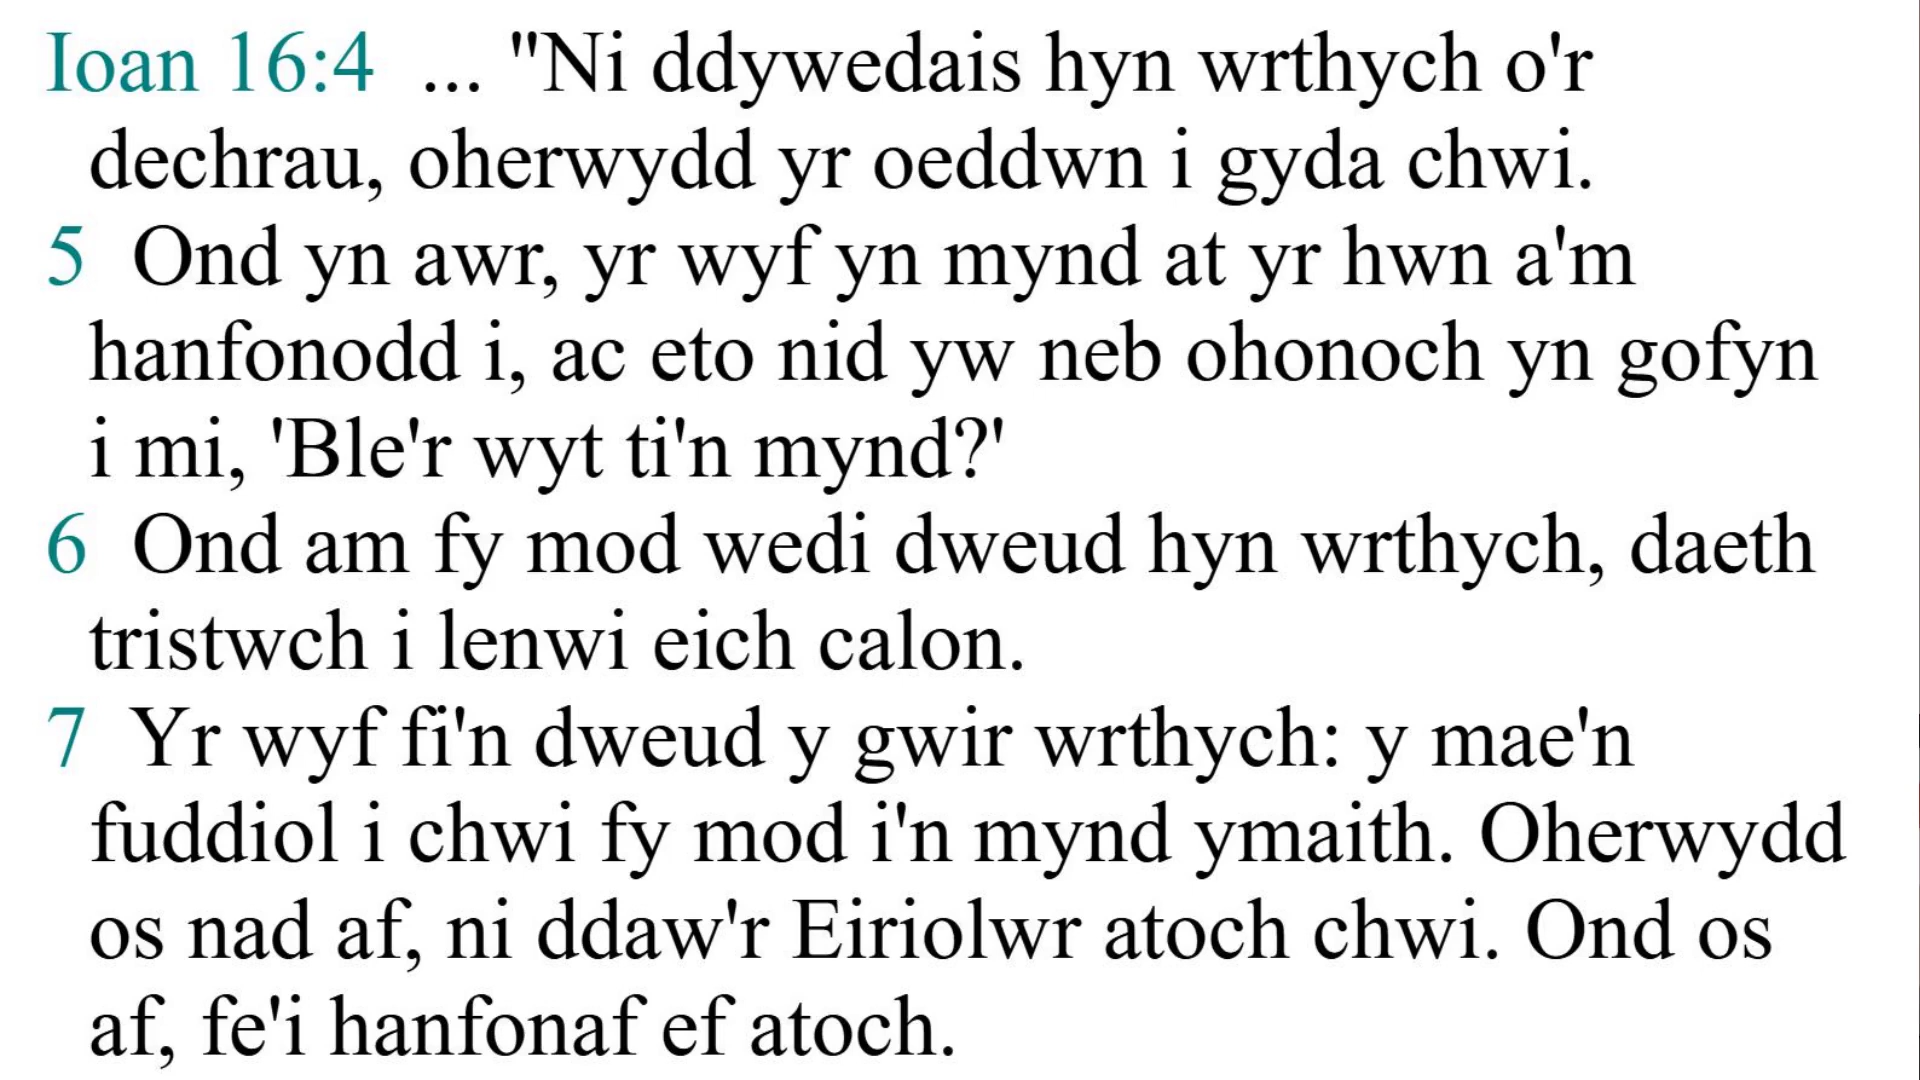 Ioan 16:4 ... "Ni ddywedais hyn wrthych o'r
dechrau, oherwydd yr oeddwn i gyda chwi.
5 Ond yn awr, yr wyf yn mynd at yr hwn a'm
hanfonodd i, ac eto nid yw neb ohonoch yn gofyn
i mi, 'Ble'r wyt ti'n mynd?'
6 Ond am fy mod wedi dweud hyn wrthych, daeth
tristwch i lenwi eich calon.
7 Yr wyf fi'n dweud y gwir wrthych: y mae'n
fuddiol i chwi fy mod i'n mynd ymaith. Oherwydd
os nad af, ni ddaw'r Eiriolwr atoch chwi. Ond os
af, fe'i hanfonaf ef atoch.